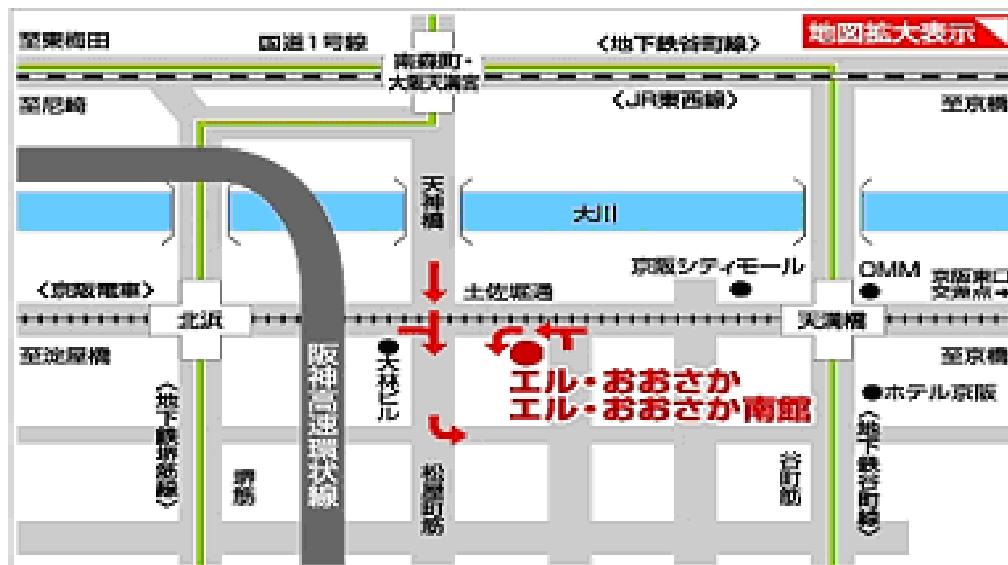 至東梅田
国道1号線
〈地下鉄谷町線〉
地図拡大表示
南森町・
大阪天満宮
至尼崎
〈JR東西線〉
至京橋
天神橋
大川
京阪シティモール
OMM
京阪東口
交差点→
〈京阪電車〉
土佐堀通
北浜
天満橋
至淀屋橋
大林ビル
至京橋
エル・おおさか
エル・おおさか南館
ホテル京阪
阪神高速環状線
〈地下鉄堺筋線〉
堺筋
松屋町筋
谷町筋
〈地下鉄谷町線〉